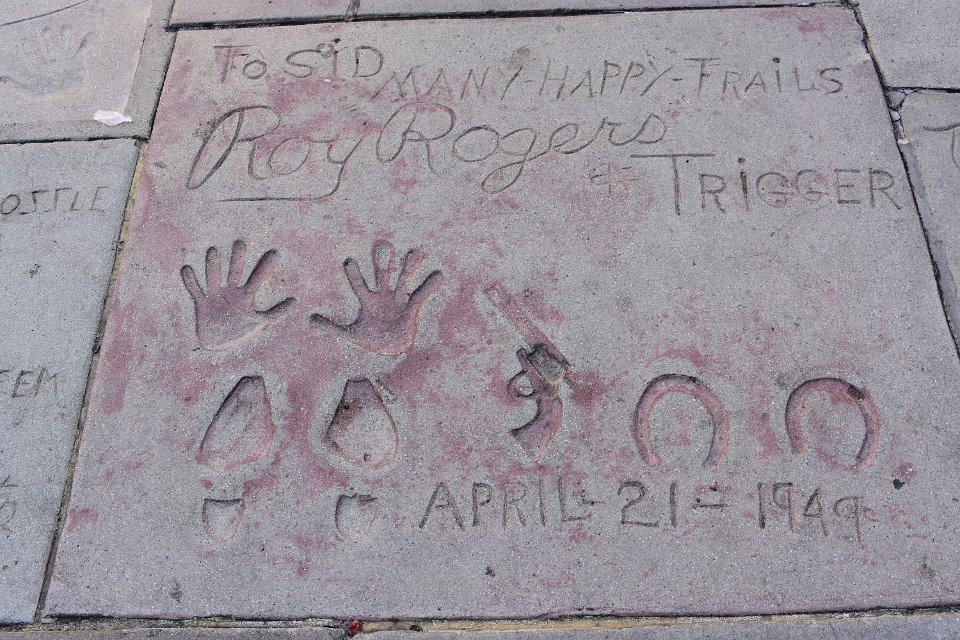 To SiD MANY-HAPPY-TRAILS
Roy Rogers
+ TRiGGER
APRIL-21-1949